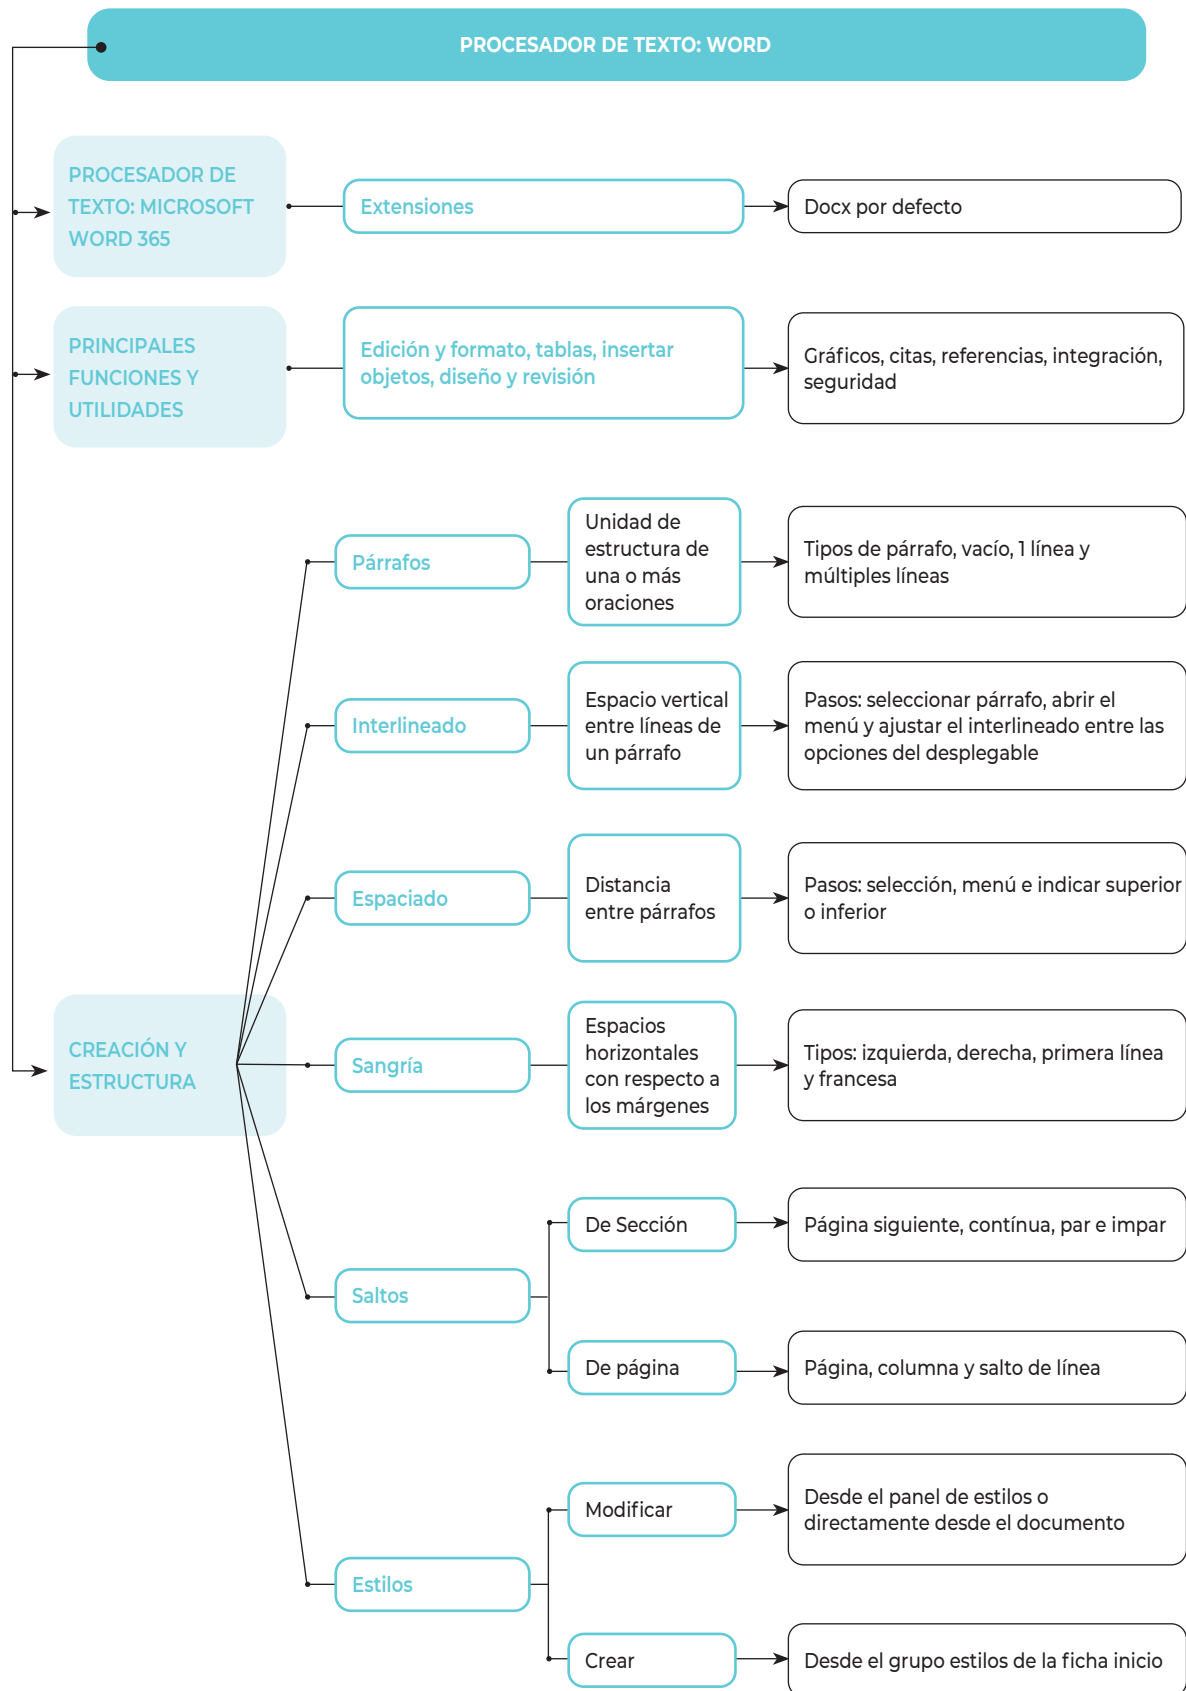 PROCESADOR DE TEXTO: WORD
PROCESADOR DE
TEXTO: MICROSOFT
WORD 365
Extensiones
Docx por defecto
PRINCIPALES
FUNCIONES Y
UTILIDADES
Edición y formato, tablas, insertar
objetos, diseño y revisión
Gráficos, citas, referencias, integración,
seguridad
CREACIÓN Y
ESTRUCTURA
Párrafos
Unidad de
estructura de
una o más
oraciones
Tipos de párrafo, vacío, 1 línea y
múltiples líneas
Interlineado
Espacio vertical
entre líneas de
un párrafo
Pasos: seleccionar párrafo, abrir el
menú y ajustar el interlineado entre las
opciones del desplegable
Espaciado
Distancia
entre párrafos
Pasos: selección, menú e indicar superior
o inferior
Sangría
Espacios
horizontales
con respecto a
los márgenes
Tipos: izquierda, derecha, primera línea
y francesa
Saltos
De Sección
Página siguiente, contínua, par e impar
De página
Página, columna y salto de línea
Estilos
Modificar
Desde el panel de estilos o
directamente desde el documento
Crear
Desde el grupo estilos de la ficha inicio